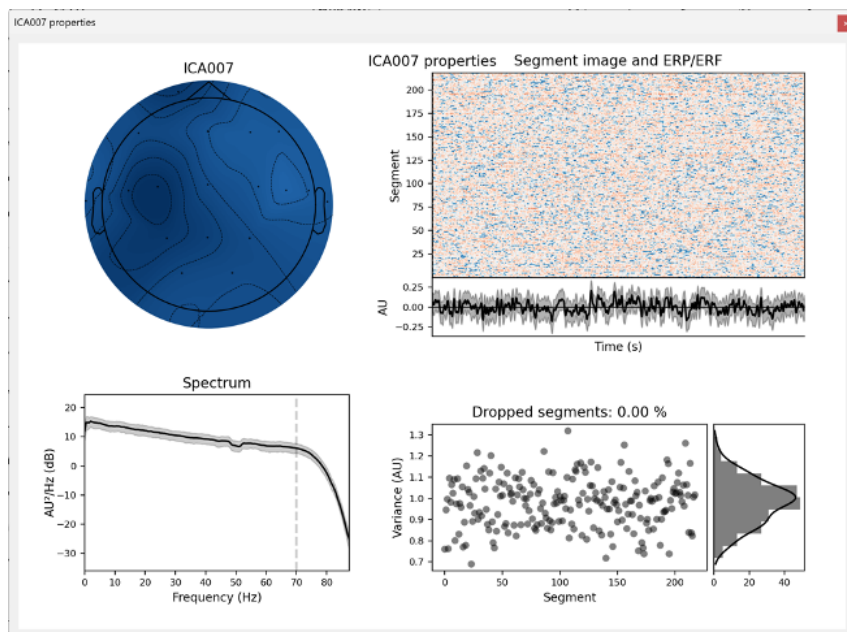 ICA007 properties
ICA007
ICA007 properties
Segment image and ERP/ERF
200
175
150
125
100
75
50
25
Segment
0.25
0.00
−0.25
AU
Time (s)
Spectrum
20
10
0
−10
−20
−30
AU²/Hz (dB)
0 10 20 30 40 50 60 70 80
Frequency (Hz)
Dropped segments: 0.00 %
1.3
1.2
1.1
1.0
0.9
0.8
0.7
Variance (AU)
0 50 100 150 200
Segment
0 20 40